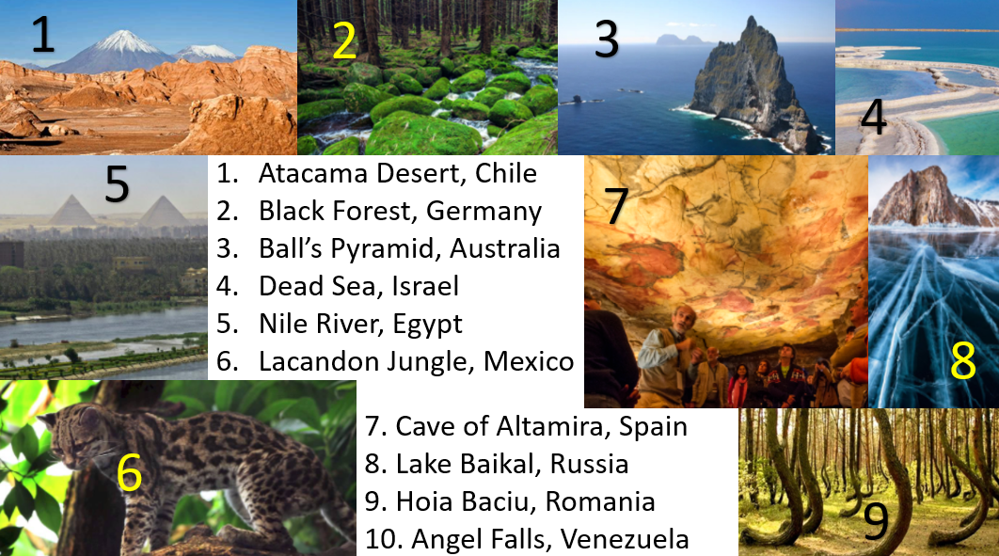 1
2
3
4
5
1. Atacama Desert, Chile
2. Black Forest, Germany
3. Ball’s Pyramid, Australia
4. Dead Sea, Israel
5. Nile River, Egypt
6. Lacandon Jungle, Mexico
7
8
6
7. Cave of Altamira, Spain
8. Lake Baikal, Russia
9. Hoia Baciu, Romania
10. Angel Falls, Venezuela
9